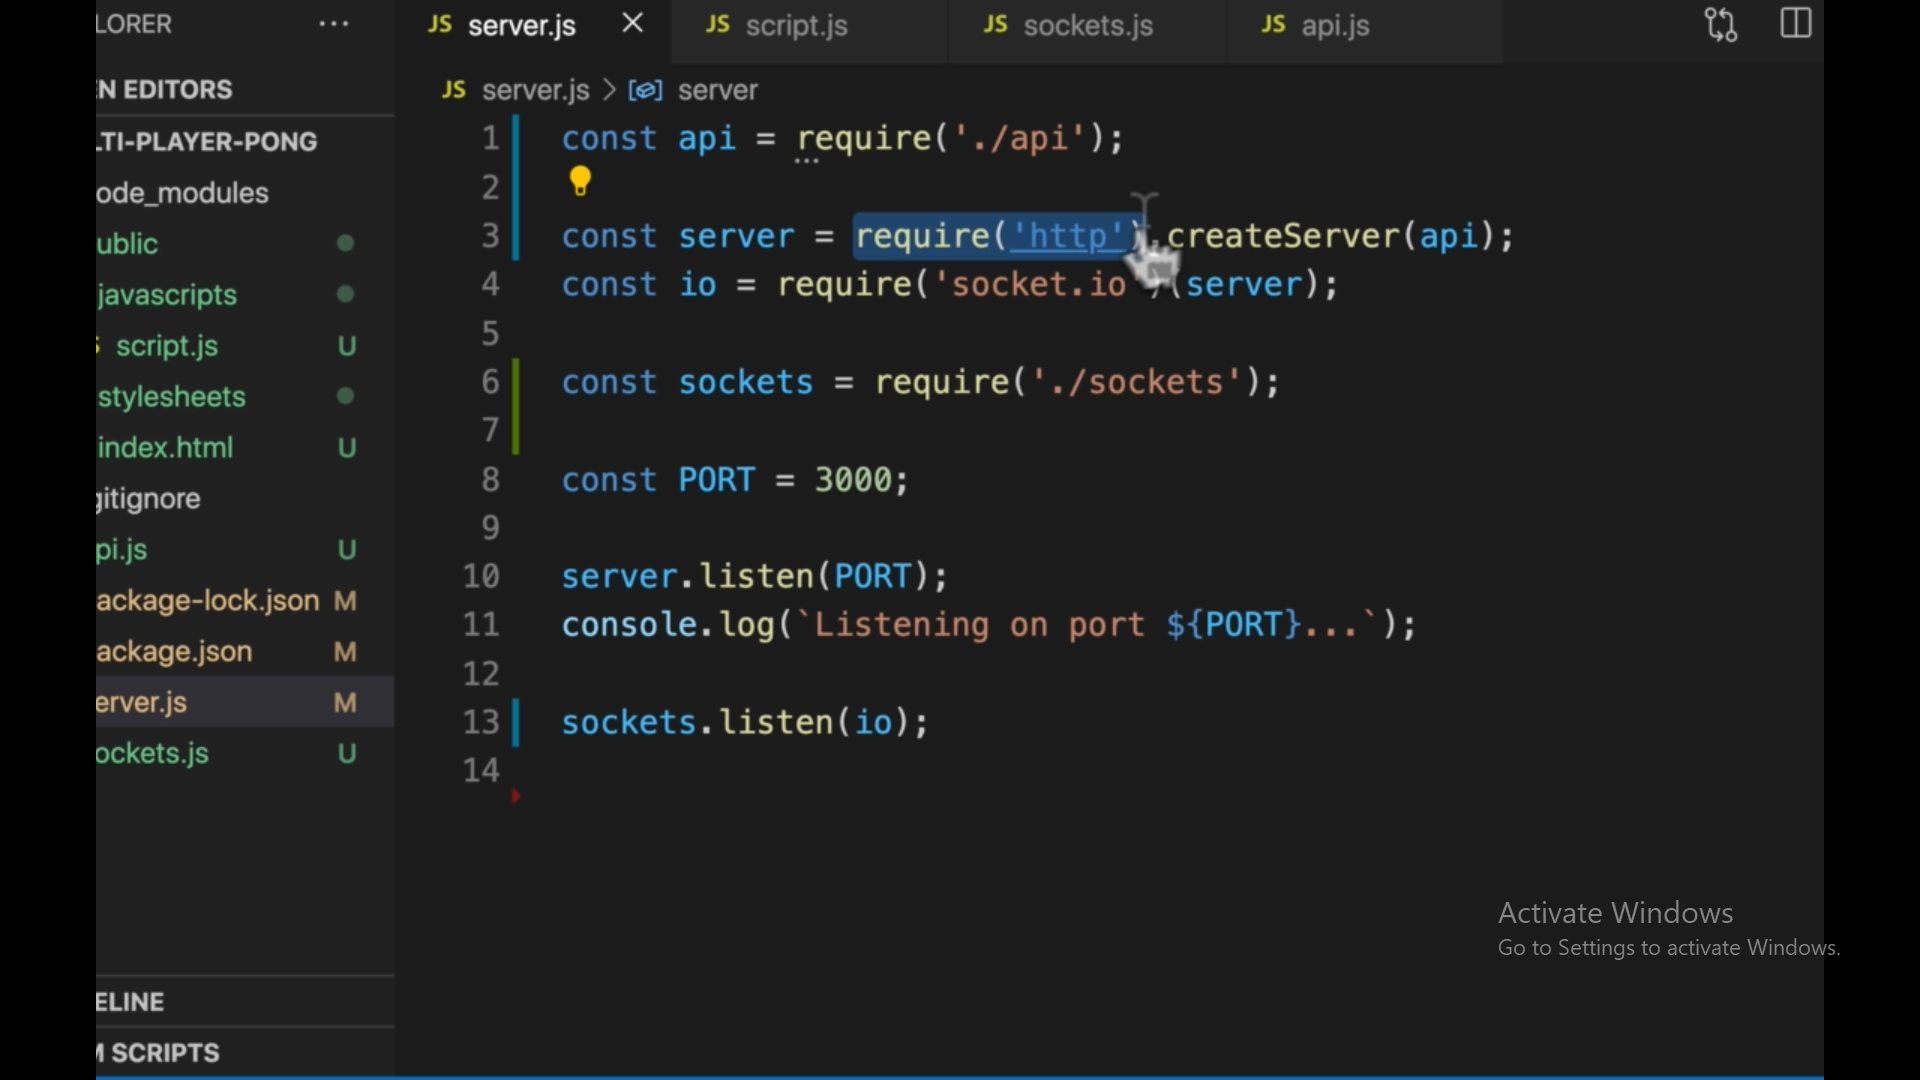 LORER ...
JS server.js
JS script.js
JS sockets.js
JS api.js
N EDITORS
JS server.js > server
LTI-PLAYER-PONG
ode_modules
ublic
javascripts
script.js U
stylesheets
index.html U
gitignore
pi.js U
ackage-lock.json M
ackage.json M
erver.js M
ockets.js U
ELINE
M SCRIPTS
1 const api = require('./api');
2
3 const server = require('http').createServer(api);
4 const io = require('socket.io')(server);
5
6 const sockets = require('./sockets');
7
8 const PORT = 3000;
9
10 server.listen(PORT);
11 console.log(`Listening on port ${PORT}...`);
12
13 sockets.listen(io);
14
Activate Windows
Go to Settings to activate Windows.